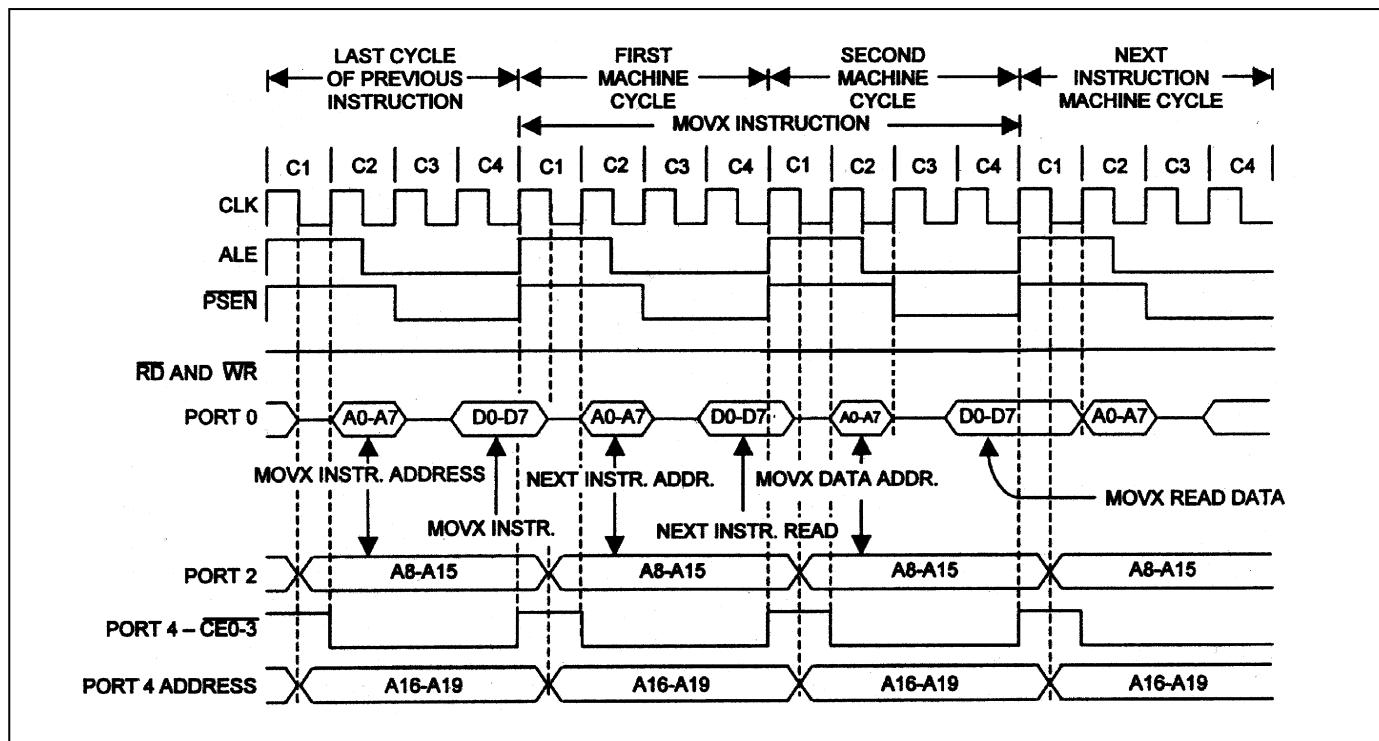 LAST CYCLE
OF PREVIOUS
INSTRUCTION
FIRST
MACHINE
CYCLE
SECOND
MACHINE
CYCLE
NEXT
INSTRUCTION
MACHINE CYCLE
MOVX INSTRUCTION
C1 C2 C3 C4 C1 C2 C3 C4 C1 C2 C3 C4 C1 C2 C3 C4
CLK
ALE
PSEN
RD AND WR
PORT 0 A0-A7 D0-D7 A0-A7 D0-D7 A0-A7 D0-D7 A0-A7
MOVX INSTR. ADDRESS
NEXT INSTR. ADDR.
MOVX DATA ADDR.
MOVX READ DATA
MOVX INSTR.
NEXT INSTR. READ
PORT 2 A8-A15 A8-A15 A8-A15 A8-A15
PORT 4 – CE0-3
PORT 4 ADDRESS A16-A19 A16-A19 A16-A19 A16-A19